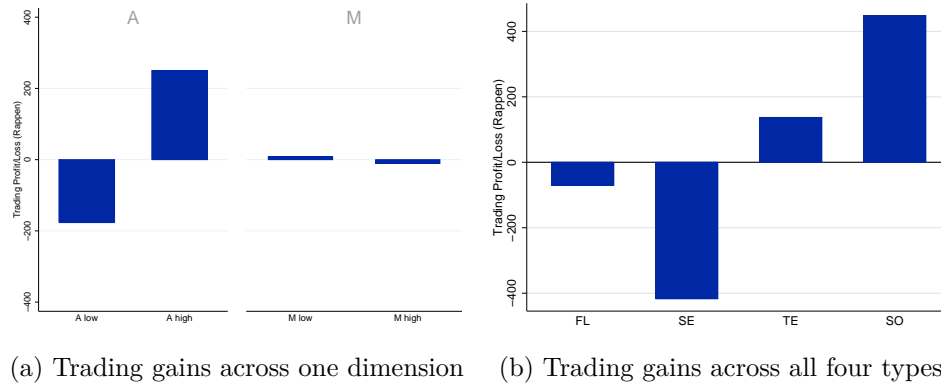 A
M
Trading Profit/Loss (Rappen)
400
200
0
−200
−400
A low
A high
M low
M high
Trading Profit/Loss (Rappen)
400
200
0
−200
−400
FL
SE
TE
SO
(a) Trading gains across one dimension
(b) Trading gains across all four types